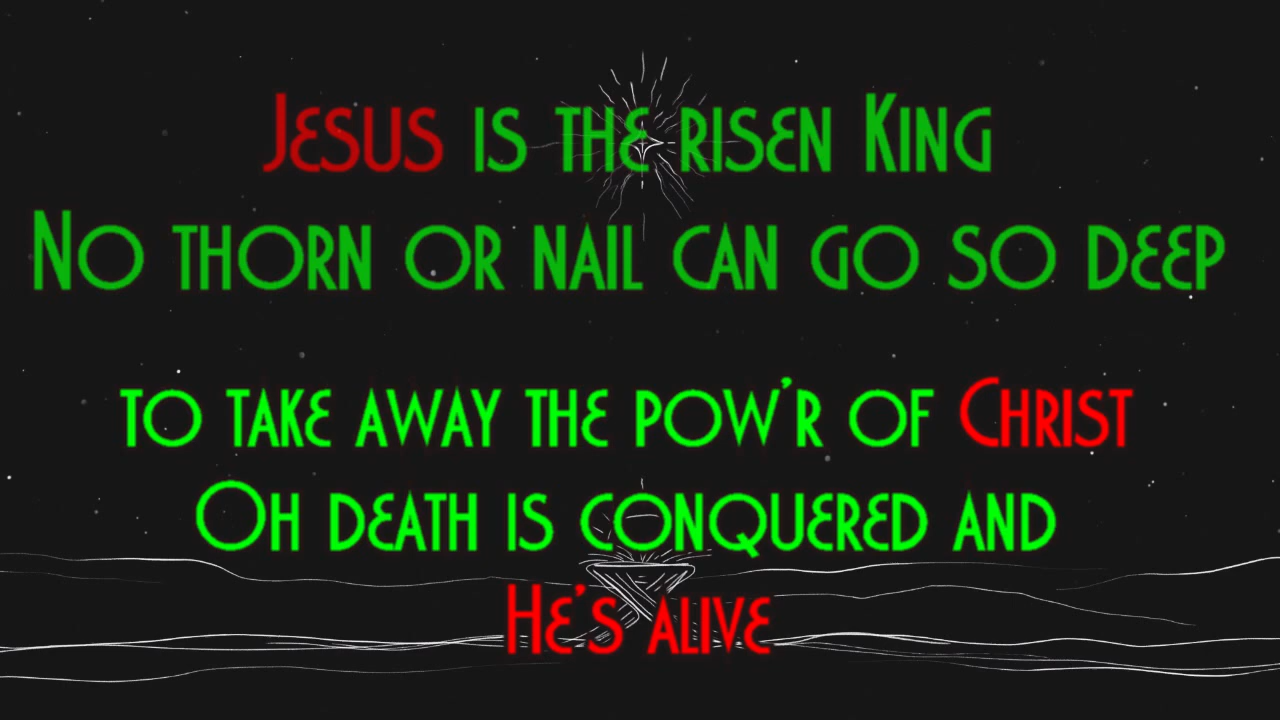 Jesus is the risen King
No thorn or nail can go so deep
to take away the pow'r of Christ
Oh death is conquered and
He's alive